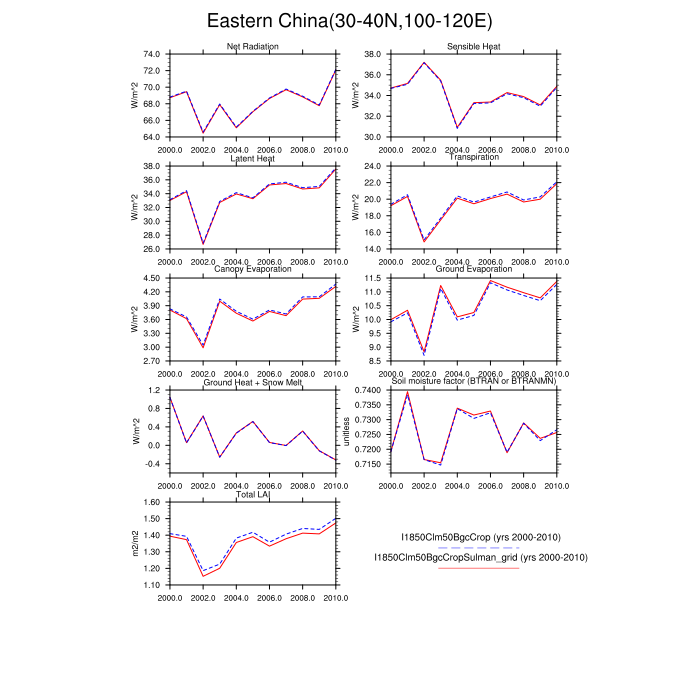 Eastern China(30-40N,100-120E)
Net Radiation
Sensible Heat
74.0
72.0
70.0
68.0
66.0
64.0
W/m^2
2000.0 2002.0 2004.0 2006.0 2008.0 2010.0
38.0
36.0
34.0
32.0
30.0
W/m^2
2000.0 2002.0 2004.0 2006.0 2008.0 2010.0
Latent Heat
Transpiration
38.0
36.0
34.0
32.0
30.0
28.0
26.0
W/m^2
2000.0 2002.0 2004.0 2006.0 2008.0 2010.0
24.0
22.0
20.0
18.0
16.0
14.0
W/m^2
2000.0 2002.0 2004.0 2006.0 2008.0 2010.0
Canopy Evaporation
Ground Evaporation
4.50
4.20
3.90
3.60
3.30
3.00
2.70
W/m^2
2000.0 2002.0 2004.0 2006.0 2008.0 2010.0
11.5
11.0
10.5
10.0
9.5
9.0
8.5
W/m^2
2000.0 2002.0 2004.0 2006.0 2008.0 2010.0
Ground Heat + Snow Melt
Soil moisture factor (BTRAN or BTRANMN)
1.2
0.8
0.4
0.0
-0.4
W/m^2
2000.0 2002.0 2004.0 2006.0 2008.0 2010.0
0.7400
0.7350
0.7300
0.7250
0.7200
0.7150
unitless
2000.0 2002.0 2004.0 2006.0 2008.0 2010.0
Total LAI
1.60
1.50
1.40
1.30
1.20
1.10
m2/m2
2000.0 2002.0 2004.0 2006.0 2008.0 2010.0
I1850Clm50BgcCrop (yrs 2000-2010)
I1850Clm50BgcCropSulman_grid (yrs 2000-2010)